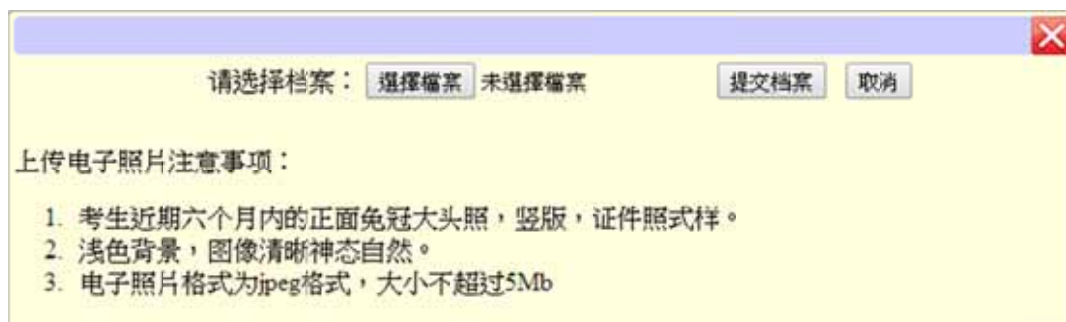 请选择档案： 選擇檔案 未選擇檔案 提交档案 取消
上传电子照片注意事项：
1. 考生近期六个月内的正面免冠大头照，竖版，证件照式样。
2. 浅色背景，图像清晰神态自然。
3. 电子照片格式为jpeg格式，大小不超过5Mb